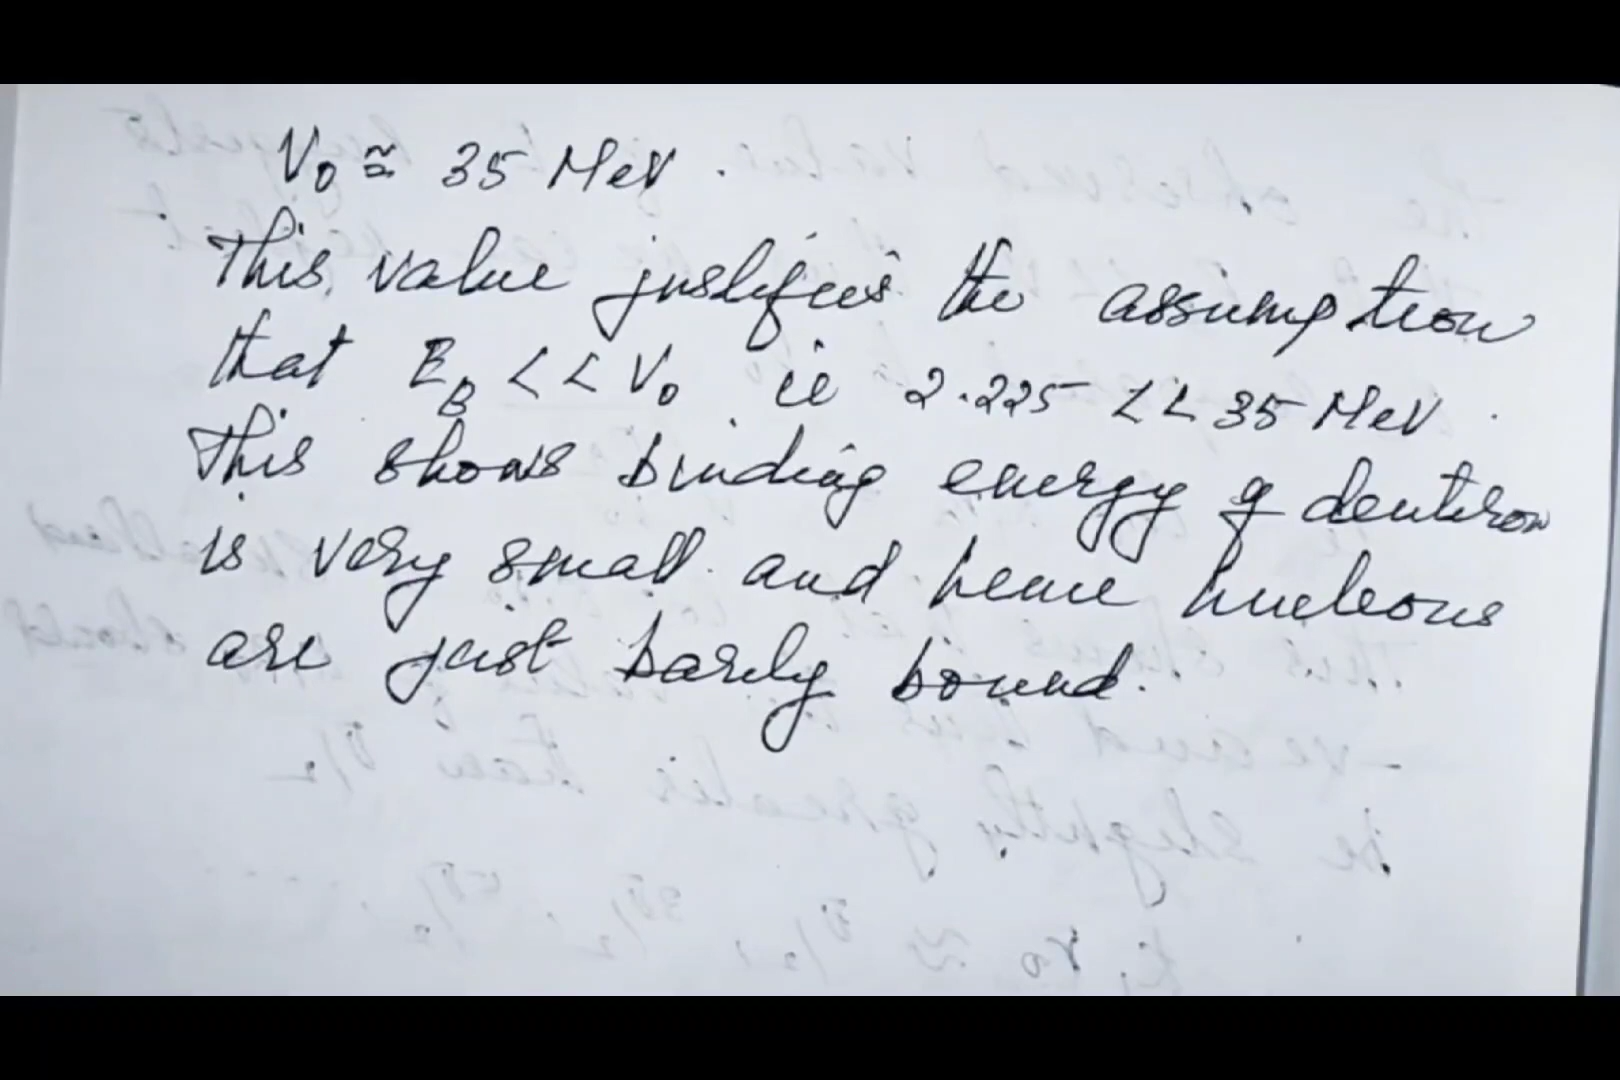 V₀ ≈ 35 MeV.
This value justifies the assumption
that E_B << V₀ ie 2.225 << 35 MeV.
This shows binding energy of deuteron
is very small and hence nucleons
are just barely bound.